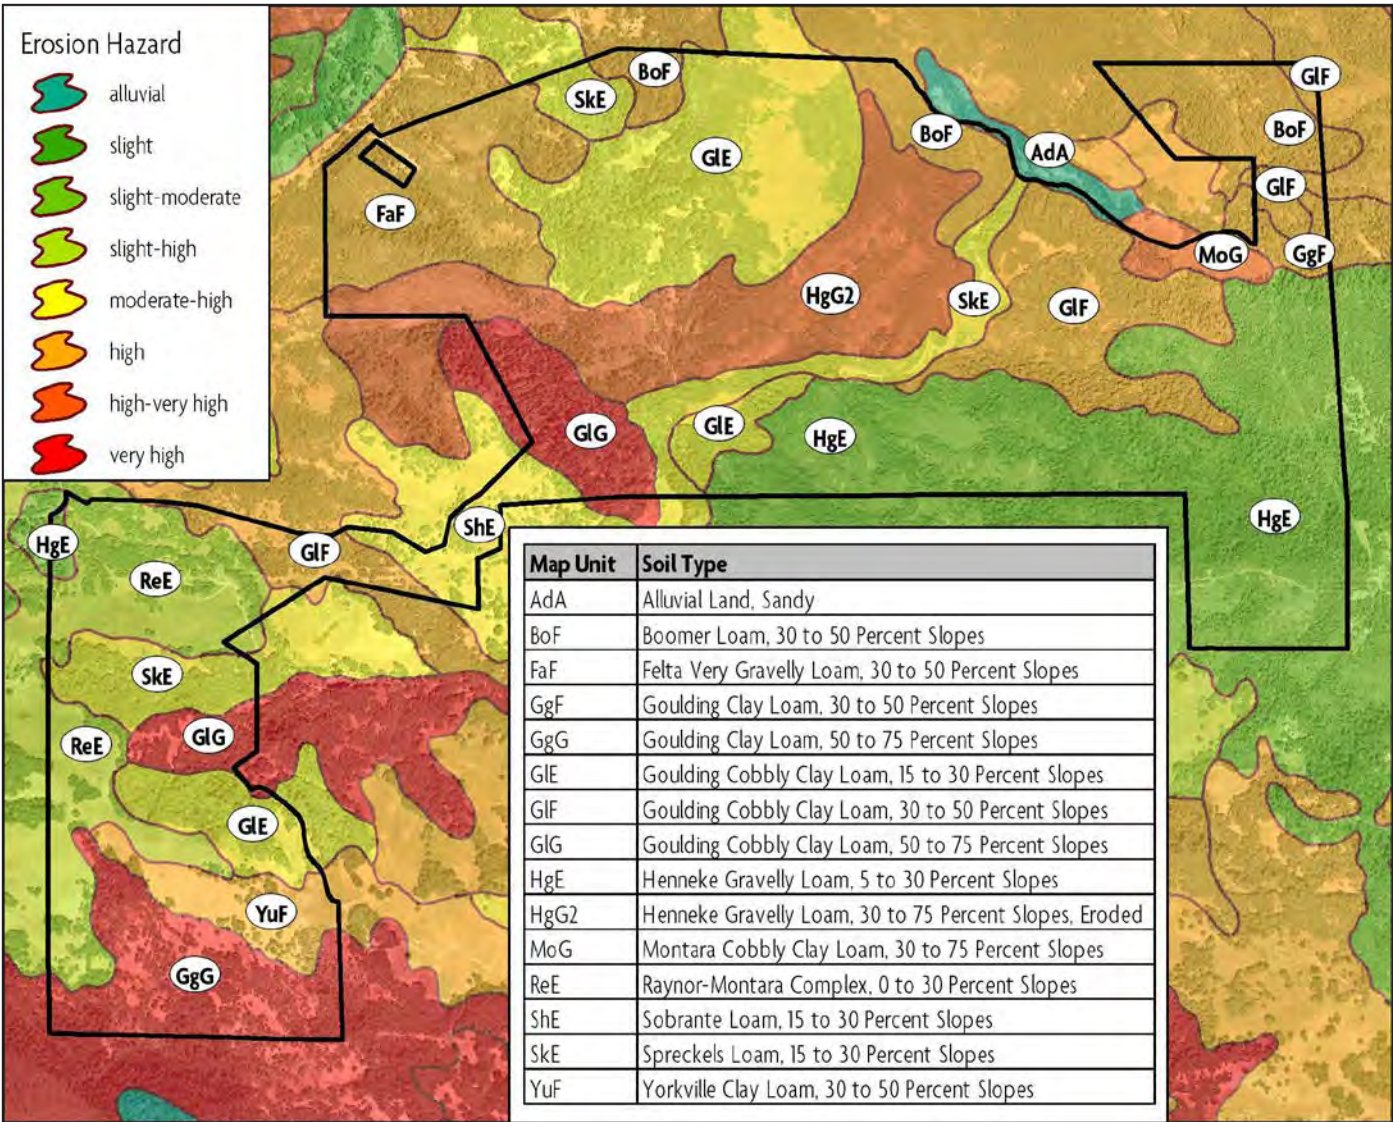 Erosion Hazard
alluvial
slight
slight-moderate
slight-high
moderate-high
high
high-very high
very high
BoF
GlF
SkE
BoF
BoF
GlE
AdA
GlF
FaF
MoG
GgF
HgG2
SkE
GlF
GlG
GlE
HgE
HgE
ShE
HgE
GlF
ReE
SkE
ReE
GlG
GlE
YuF
GgG
Map Unit Soil Type
AdA Alluvial Land, Sandy
BoF Boomer Loam, 30 to 50 Percent Slopes
FaF Felta Very Gravelly Loam, 30 to 50 Percent Slopes
GgF Goulding Clay Loam, 30 to 50 Percent Slopes
GgG Goulding Clay Loam, 50 to 75 Percent Slopes
GlE Goulding Cobbly Clay Loam, 15 to 30 Percent Slopes
GlF Goulding Cobbly Clay Loam, 30 to 50 Percent Slopes
GlG Goulding Cobbly Clay Loam, 50 to 75 Percent Slopes
HgE Henneke Gravelly Loam, 5 to 30 Percent Slopes
HgG2 Henneke Gravelly Loam, 30 to 75 Percent Slopes, Eroded
MoG Montara Cobbly Clay Loam, 30 to 75 Percent Slopes
ReE Raynor-Montara Complex, 0 to 30 Percent Slopes
ShE Sobrante Loam, 15 to 30 Percent Slopes
SkE Spreckels Loam, 15 to 30 Percent Slopes
YuF Yorkville Clay Loam, 30 to 50 Percent Slopes